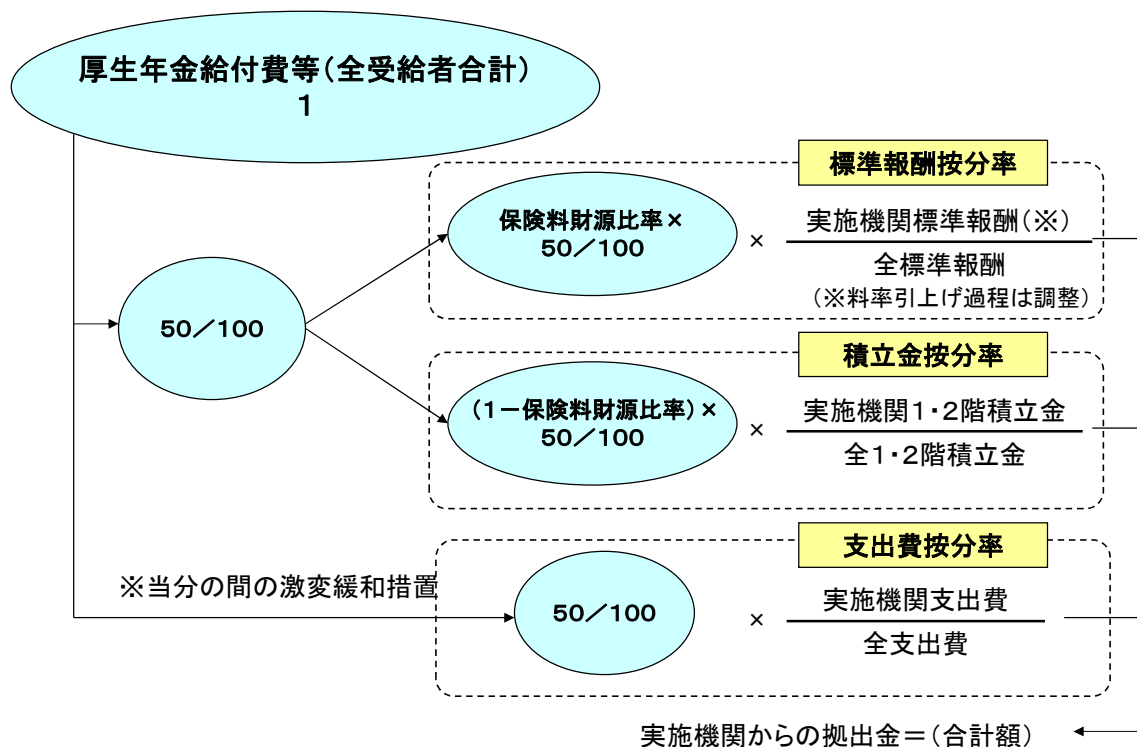 厚生年金給付費等（全受給者合計）
１
標準報酬按分率
保険料財源比率×
５０／１００
×
実施機関標準報酬（※）
全標準報酬
（※料率引上げ過程は調整）
５０／１００
積立金按分率
（１－保険料財源比率）×
５０／１００
×
実施機関１・２階積立金
全１・２階積立金
支出費按分率
※当分の間の激変緩和措置
５０／１００
×
実施機関支出費
全支出費
実施機関からの拠出金＝（合計額）